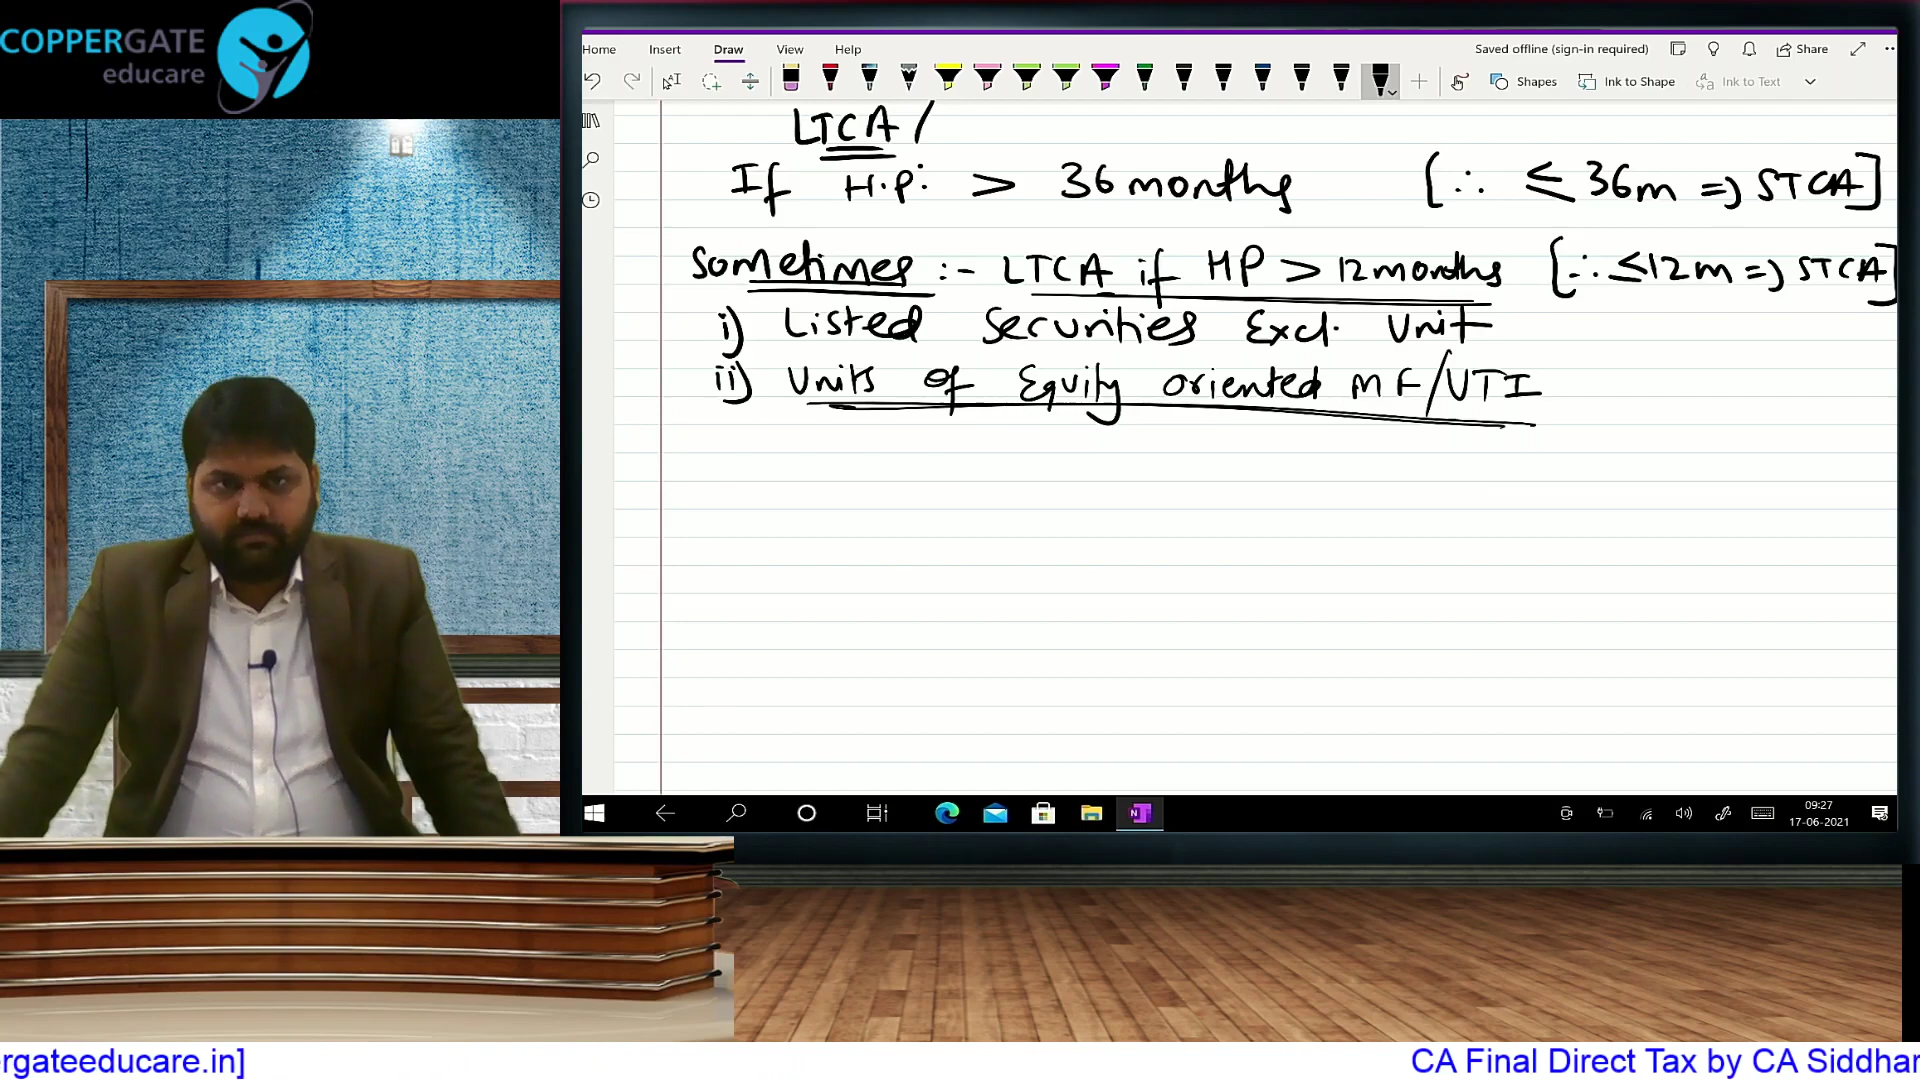 COPPERGATE
educare
Home Insert Draw View Help Saved offline (sign-in required) Share
Shapes Ink to Shape Ink to Text
LTCA /
If H.P. > 36 months [∴ ≤ 36m => STCA]
Sometimes :- LTCA if HP > 12 months [∴ ≤12m => STCA]
i) Listed Securities Excl. Unit
ii) Units of Equity oriented MF/UTI
09:27
17-06-2021
ergateeducare.in]
CA Final Direct Tax by CA Siddhar